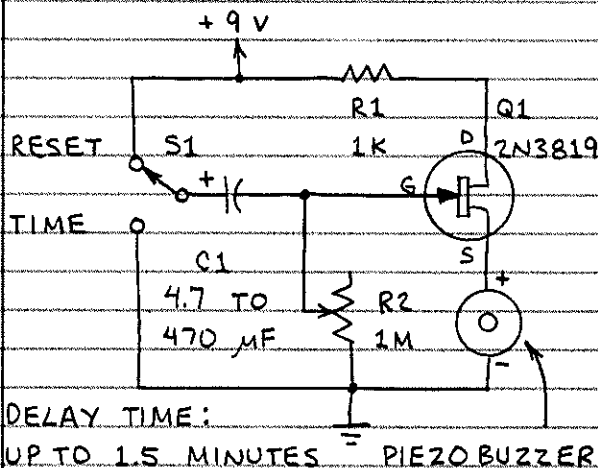 + 9 V
R1
1K
Q1
2N3819
D
G
S
RESET
S1
+
TIME
C1
4.7 TO
470 µF
R2
1M
+
-
DELAY TIME:
UP TO 1.5 MINUTES
PIEZO BUZZER